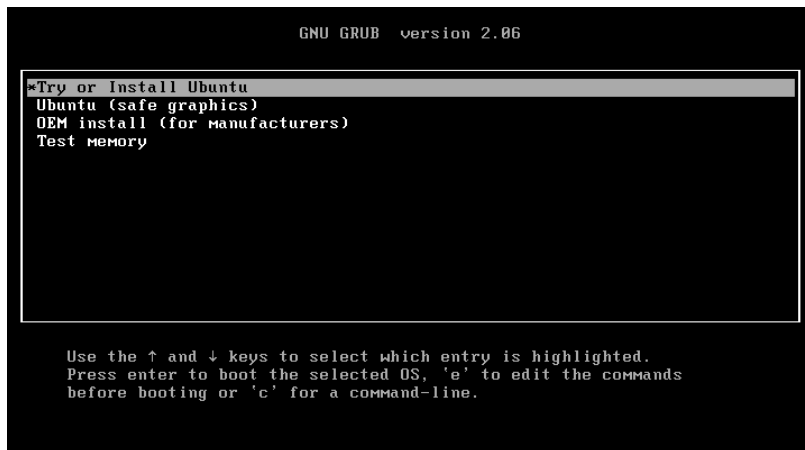 GNU GRUB version 2.06
*Try or Install Ubuntu
Ubuntu (safe graphics)
OEM install (for manufacturers)
Test memory
Use the ↑ and ↓ keys to select which entry is highlighted.
Press enter to boot the selected OS, `e' to edit the commands
before booting or `c' for a command-line.